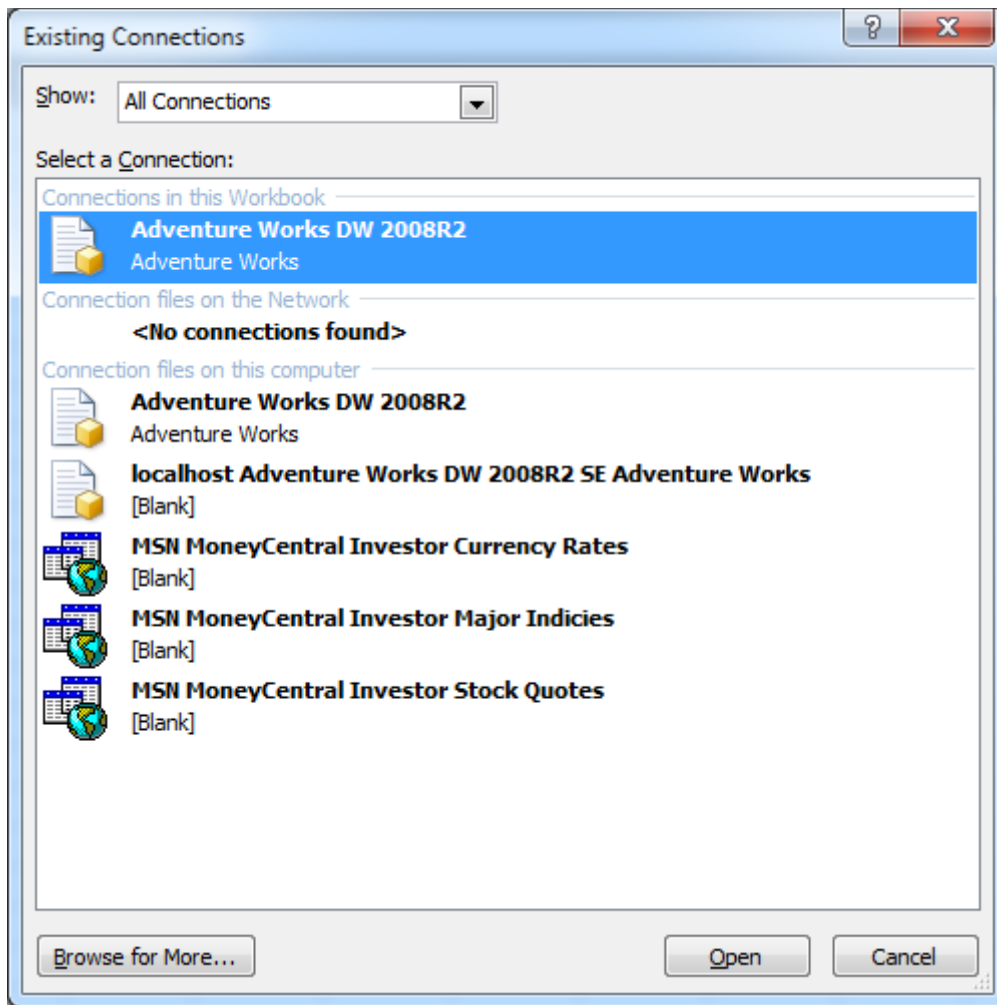 Existing Connections
Show: All Connections
Select a Connection:
Connections in this Workbook
Adventure Works DW 2008R2
Adventure Works
Connection files on the Network
<No connections found>
Connection files on this computer
Adventure Works DW 2008R2
Adventure Works
localhost Adventure Works DW 2008R2 SE Adventure Works
[Blank]
MSN MoneyCentral Investor Currency Rates
[Blank]
MSN MoneyCentral Investor Major Indicies
[Blank]
MSN MoneyCentral Investor Stock Quotes
[Blank]
Browse for More... Open Cancel